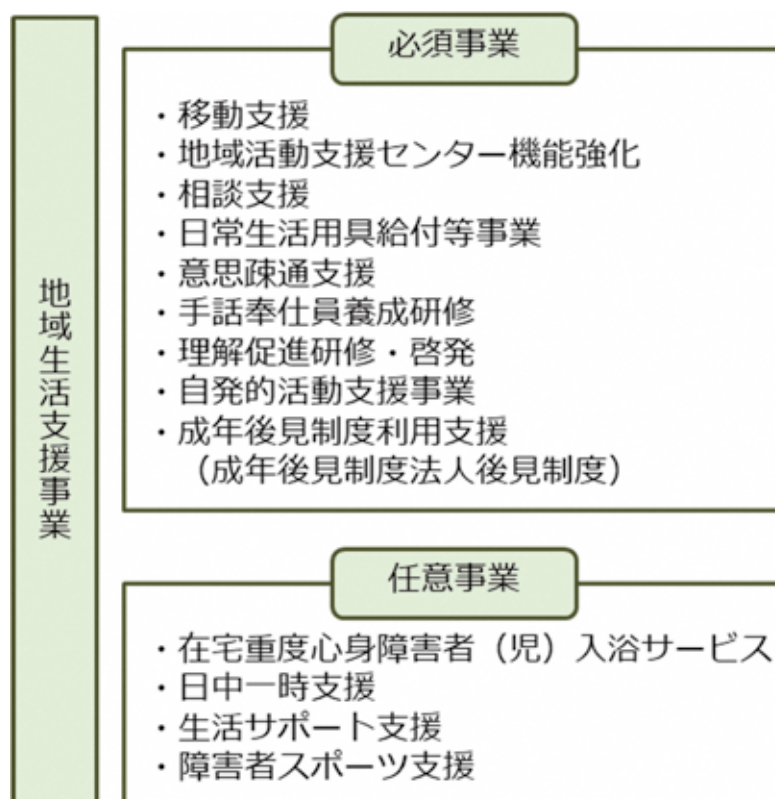 地域生活支援事業
必須事業
・移動支援
・地域活動支援センター機能強化
・相談支援
・日常生活用具給付等事業
・意思疎通支援
・手話奉仕員養成研修
・理解促進研修・啓発
・自発的活動支援事業
・成年後見制度利用支援
（成年後見制度法人後見制度）
任意事業
・在宅重度心身障害者（児）入浴サービス
・日中一時支援
・生活サポート支援
・障害者スポーツ支援